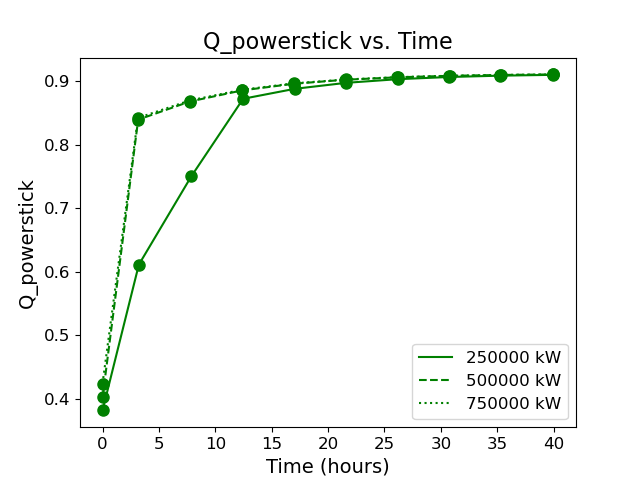 Q_powerstick vs. Time
Q_powerstick
0.9
0.8
0.7
0.6
0.5
0.4
250000 kW
500000 kW
750000 kW
0 5 10 15 20 25 30 35 40
Time (hours)